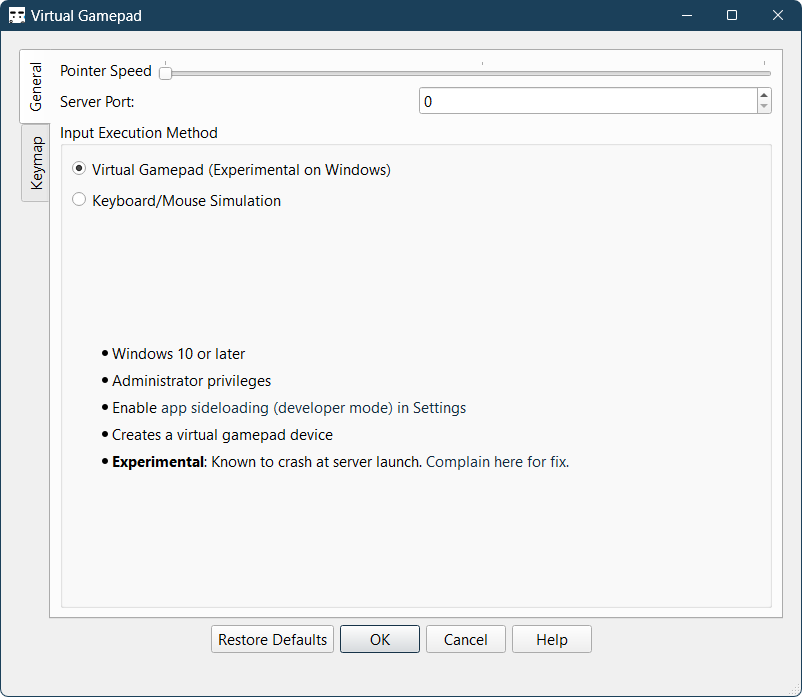 Virtual Gamepad
General
Keymap
Pointer Speed
Server Port:
0
Input Execution Method
Virtual Gamepad (Experimental on Windows)
Keyboard/Mouse Simulation
• Windows 10 or later
• Administrator privileges
• Enable app sideloading (developer mode) in Settings
• Creates a virtual gamepad device
• Experimental: Known to crash at server launch. Complain here for fix.
Restore Defaults
OK
Cancel
Help